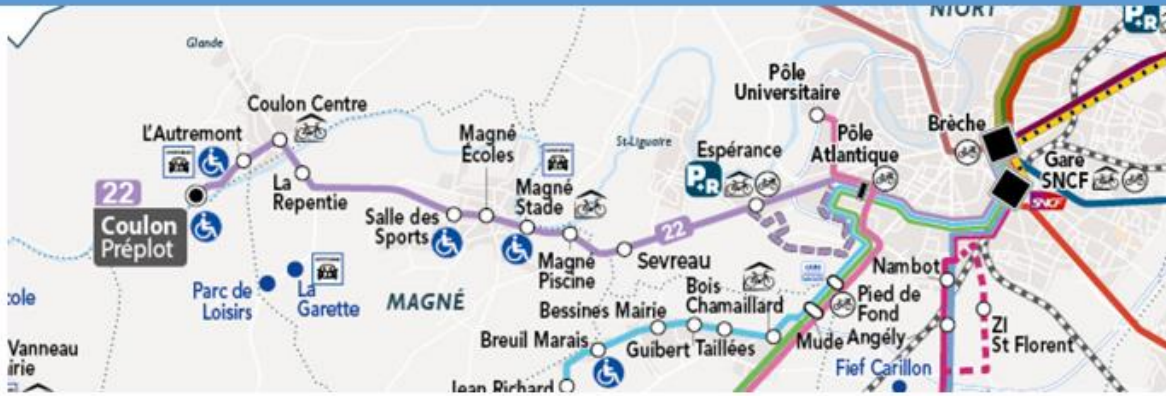 NIORT
P+R
Glande
Pôle
Universitaire
Coulon Centre
L'Autremont
Magné
Écoles
St-Liguaire
Espérance
Pôle
Atlantique
Brèche
Gare
SNCF
SNCF
P+R
22
Coulon
Préplot
La
Repentie
Salle des
Sports
Magné
Stade
22
Magné
Piscine
Sevreau
Parc de
Loisirs
La
Garette
MAGNÉ
Bessines Mairie
Bois
Chamaillard
Nambot
Pied de
Fond
Breuil Marais
Guibert
Taillées
Mude
Angély
ZI
St Florent
Fief Carillon
Vanneau
Jean Richard